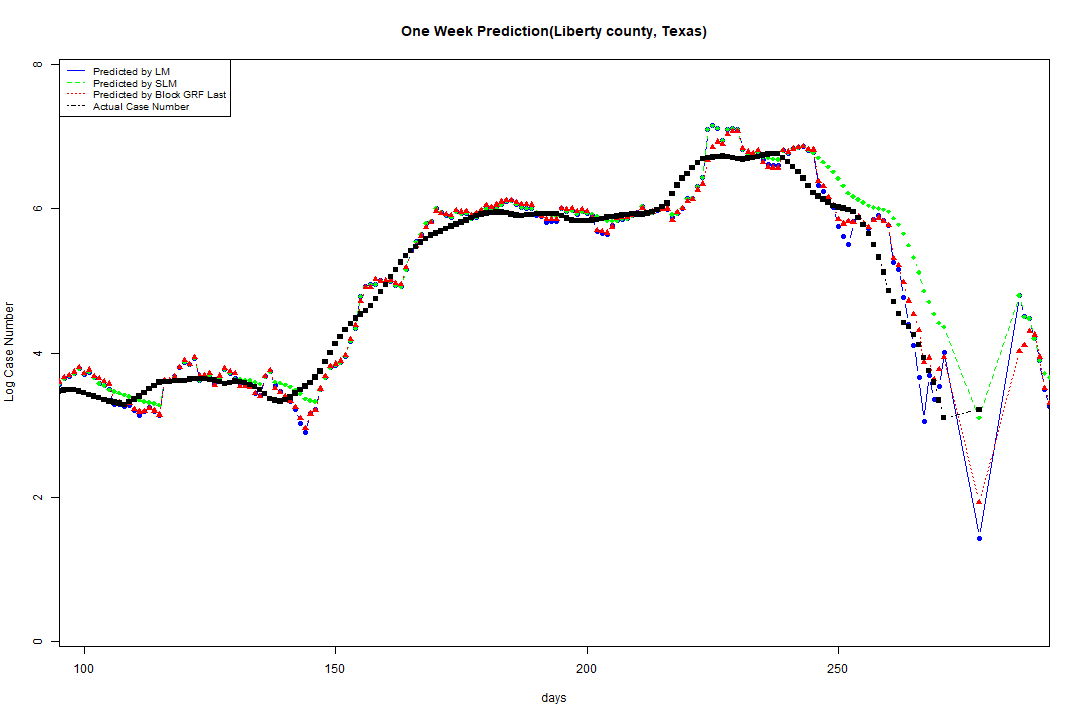 One Week Prediction(Liberty county, Texas)
Predicted by LM
Predicted by SLM
Predicted by Block GRF Last
Actual Case Number
8
6
4
2
0
Log Case Number
100 150 200 250
days